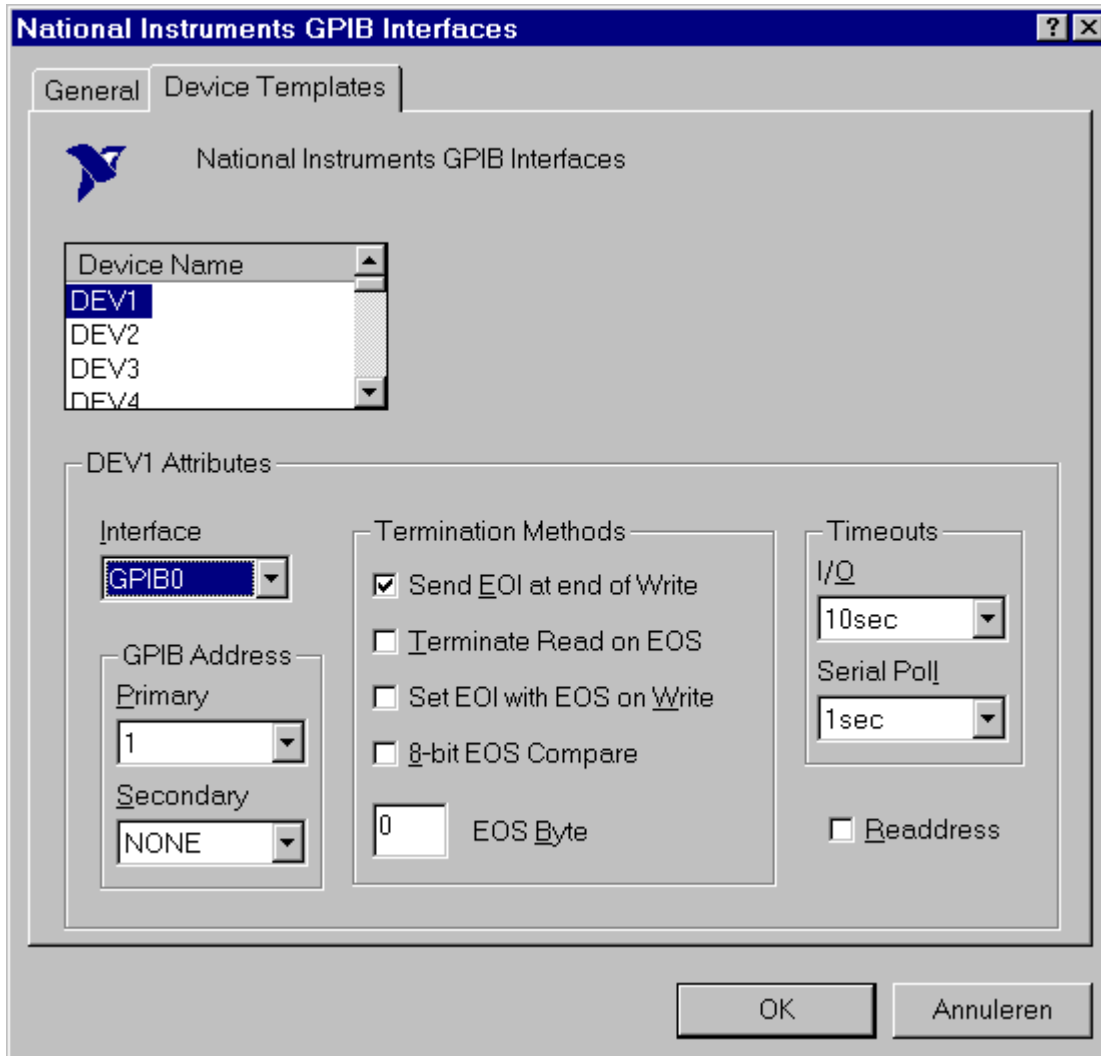 National Instruments GPIB Interfaces
General
Device Templates
National Instruments GPIB Interfaces
Device Name
DEV1
DEV2
DEV3
DEV4
DEV1 Attributes
Interface
GPIB0
GPIB Address
Primary
1
Secondary
NONE
Termination Methods
Send EOI at end of Write
Terminate Read on EOS
Set EOI with EOS on Write
8-bit EOS Compare
0 EOS Byte
Timeouts
I/O
10sec
Serial Poll
1sec
Readdress
OK
Annuleren